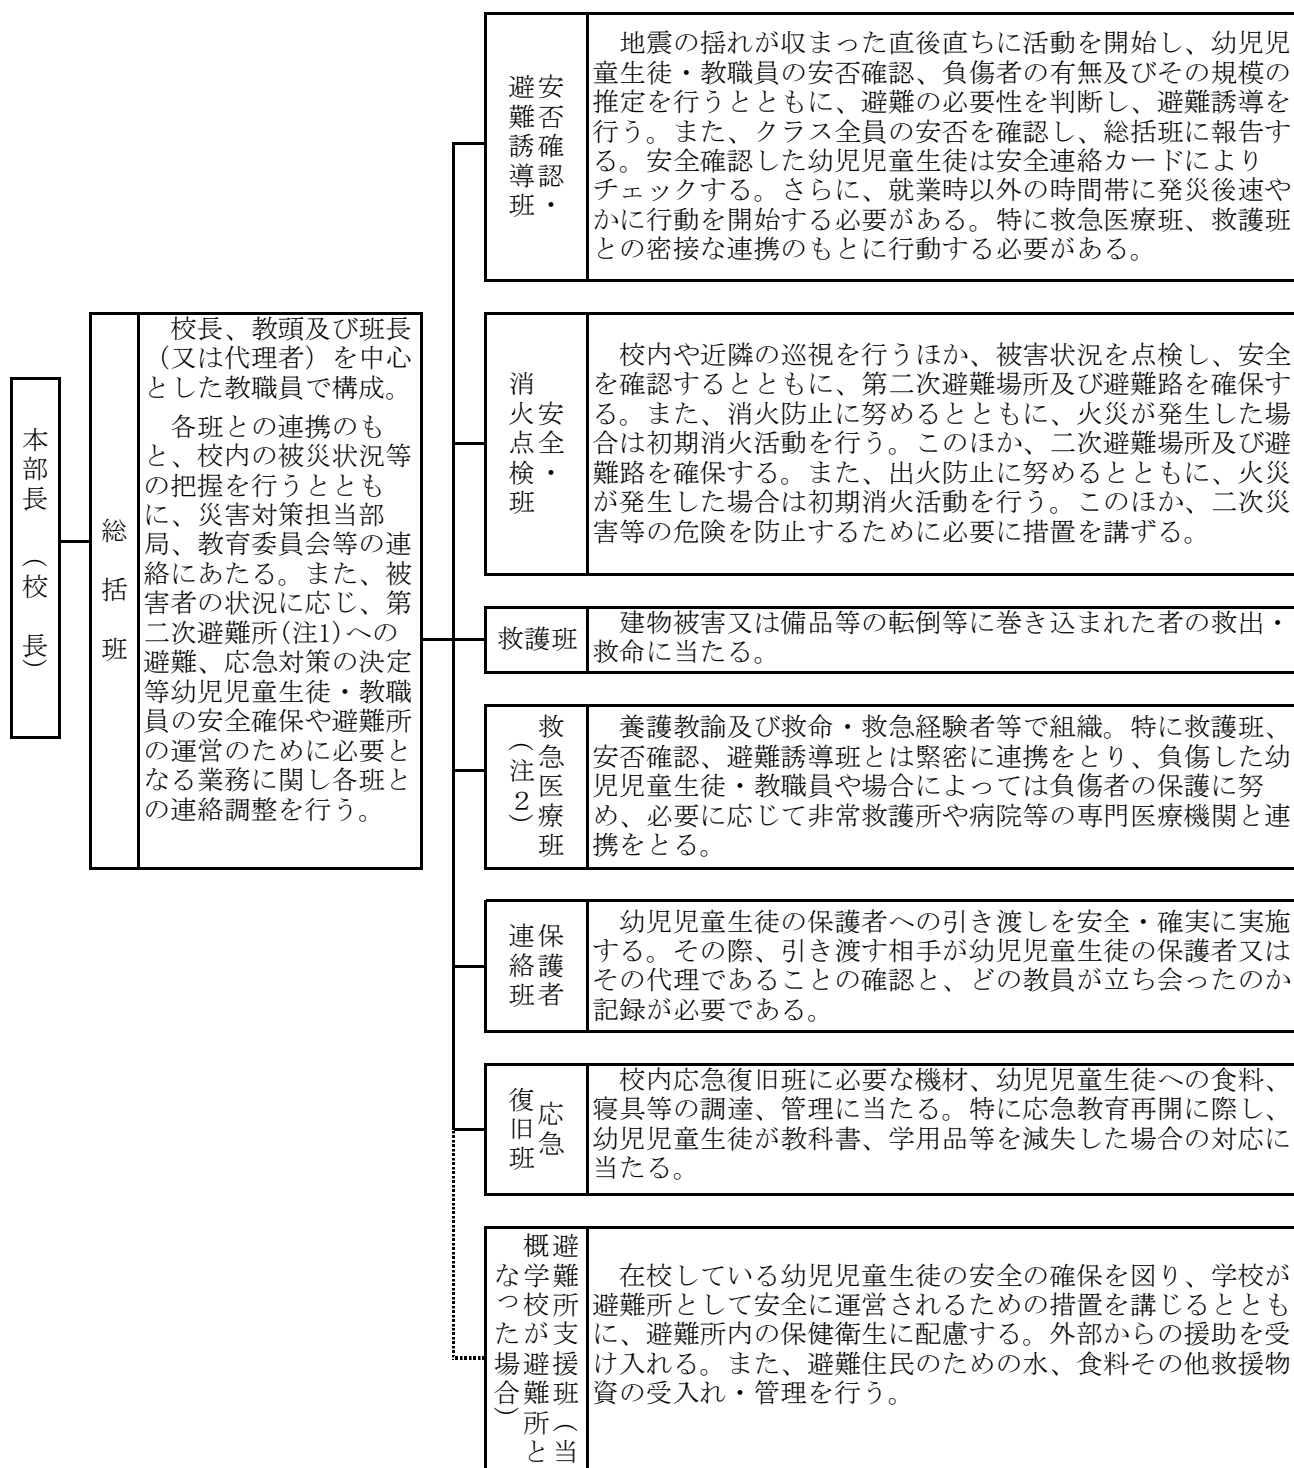 本部長　（校　長）
総　括　班
校長、教頭及び班長
（又は代理者）を中心
とした教職員で構成。
各班との連携のも
と、校内の被災状況等
の把握を行うととも
に、災害対策担当部
局、教育委員会等の連
絡にあたる。また、被
害者の状況に応じ、第
二次避難所(注1)への
避難、応急対策の決定
等幼児児童生徒・教職
員の安全確保や避難所
の運営のために必要と
なる業務に関し各班と
の連絡調整を行う。
安否確認・
避難誘導班
地震の揺れが収まった直後直ちに活動を開始し、幼児児
童生徒・教職員の安否確認、負傷者の有無及びその規模の
推定を行うとともに、避難の必要性を判断し、避難誘導を
行う。また、クラス全員の安否を確認し、総括班に報告す
る。安全確認した幼児児童生徒は安全連絡カードにより
チェックする。さらに、就業時以外の時間帯に発災後速や
かに行動を開始する必要がある。特に救急医療班、救護班
との密接な連携のもとに行動する必要がある。
安全・
消火点検班
校内や近隣の巡視を行うほか、被害状況を点検し、安全
を確認するとともに、第二次避難場所及び避難路を確保す
る。また、消火防止に努めるとともに、火災が発生した場
合は初期消火活動を行う。このほか、二次避難場所及び避
難路を確保する。また、出火防止に努めるとともに、火災
が発生した場合は初期消火活動を行う。このほか、二次災
害等の危険を防止するために必要に措置を講ずる。
救護班
建物被害又は備品等の転倒等に巻き込まれた者の救出・
救命に当たる。
救急医療班
（注２）
養護教諭及び救命・救急経験者等で組織。特に救護班、
安否確認、避難誘導班とは緊密に連携をとり、負傷した幼
児児童生徒・教職員や場合によっては負傷者の保護に努
め、必要に応じて非常救護所や病院等の専門医療機関と連
携をとる。
保護者
連絡班
幼児児童生徒の保護者への引き渡しを安全・確実に実施
する。その際、引き渡す相手が幼児児童生徒の保護者又は
その代理であることの確認と、どの教員が立ち会ったのか
記録が必要である。
応急
復旧班
校内応急復旧班に必要な機材、幼児児童生徒への食料、
寝具等の調達、管理に当たる。特に応急教育再開に際し、
幼児児童生徒が教科書、学用品等を減失した場合の対応に
当たる。
避難所支援班（当
概学校が避難所と
なった場合）
在校している幼児児童生徒の安全の確保を図り、学校が
避難所として安全に運営されるための措置を講じるととも
に、避難所内の保健衛生に配慮する。外部からの援助を受
け入れる。また、避難住民のための水、食料その他救援物
資の受入れ・管理を行う。